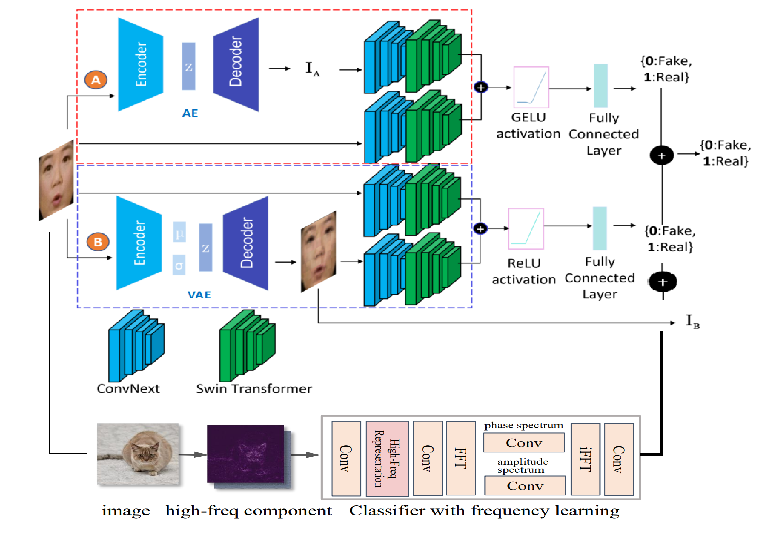 A
Encoder
Z
Decoder
AE
I A
GELU
activation
Fully
Connected
Layer
{0:Fake,
1:Real}
+
+
{0:Fake,
1:Real}
B
Encoder
μ
σ
Z
Decoder
VAE
+
ReLU
activation
Fully
Connected
Layer
{0:Fake,
1:Real}
+
I B
ConvNext
Swin Transformer
Conv
High-freq
Representation
Conv
FFT
phase spectrum
Conv
amplitude
spectrum
Conv
iFFT
Conv
image
high-freq component
Classifier with frequency learning